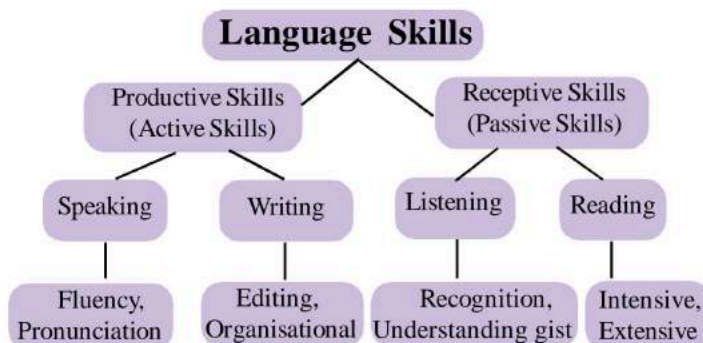 Language Skills
Productive Skills
(Active Skills)
Receptive Skills
(Passive Skills)
Speaking
Writing
Listening
Reading
Fluency,
Pronunciation
Editing,
Organisational
Recognition,
Understanding gist
Intensive,
Extensive